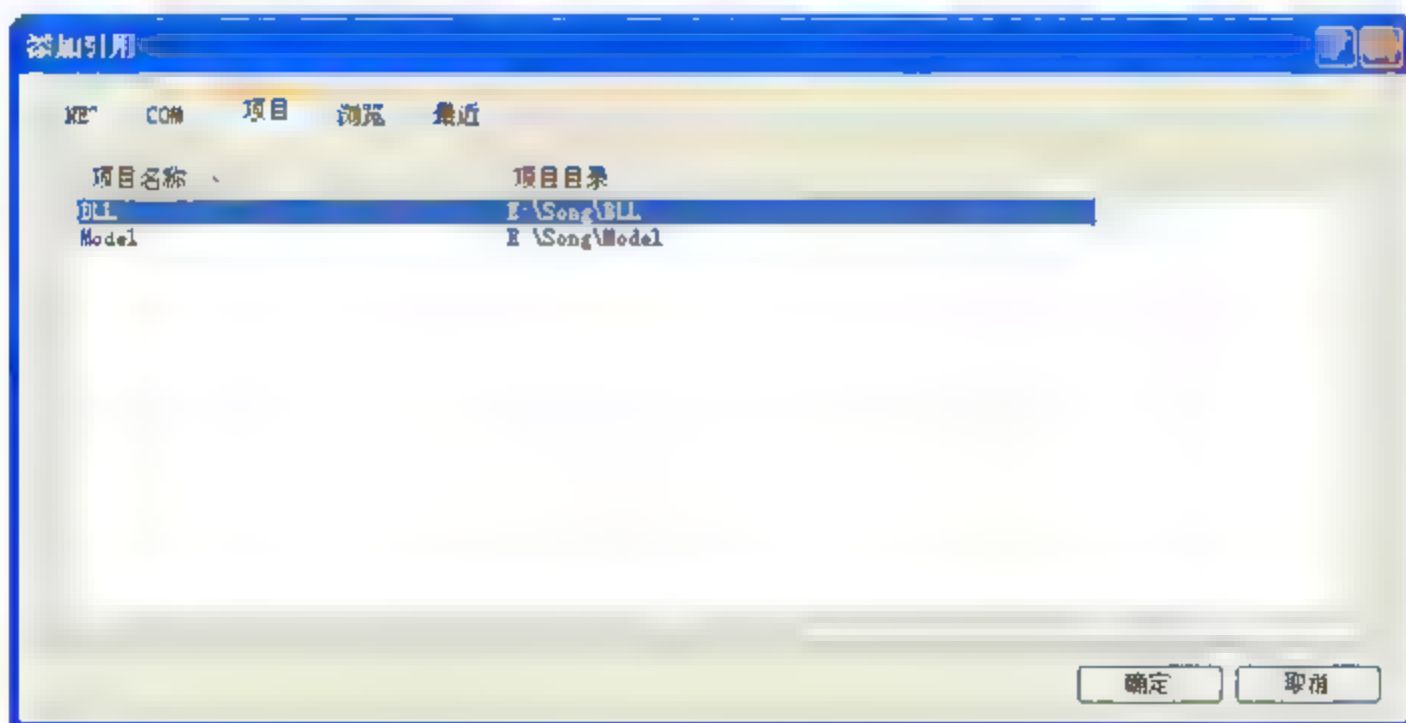 添加引用
.NET COM 项目 浏览 最近
项目名称 项目目录
BLL E:\Song\BLL
Model E:\Song\Model
确定 取消